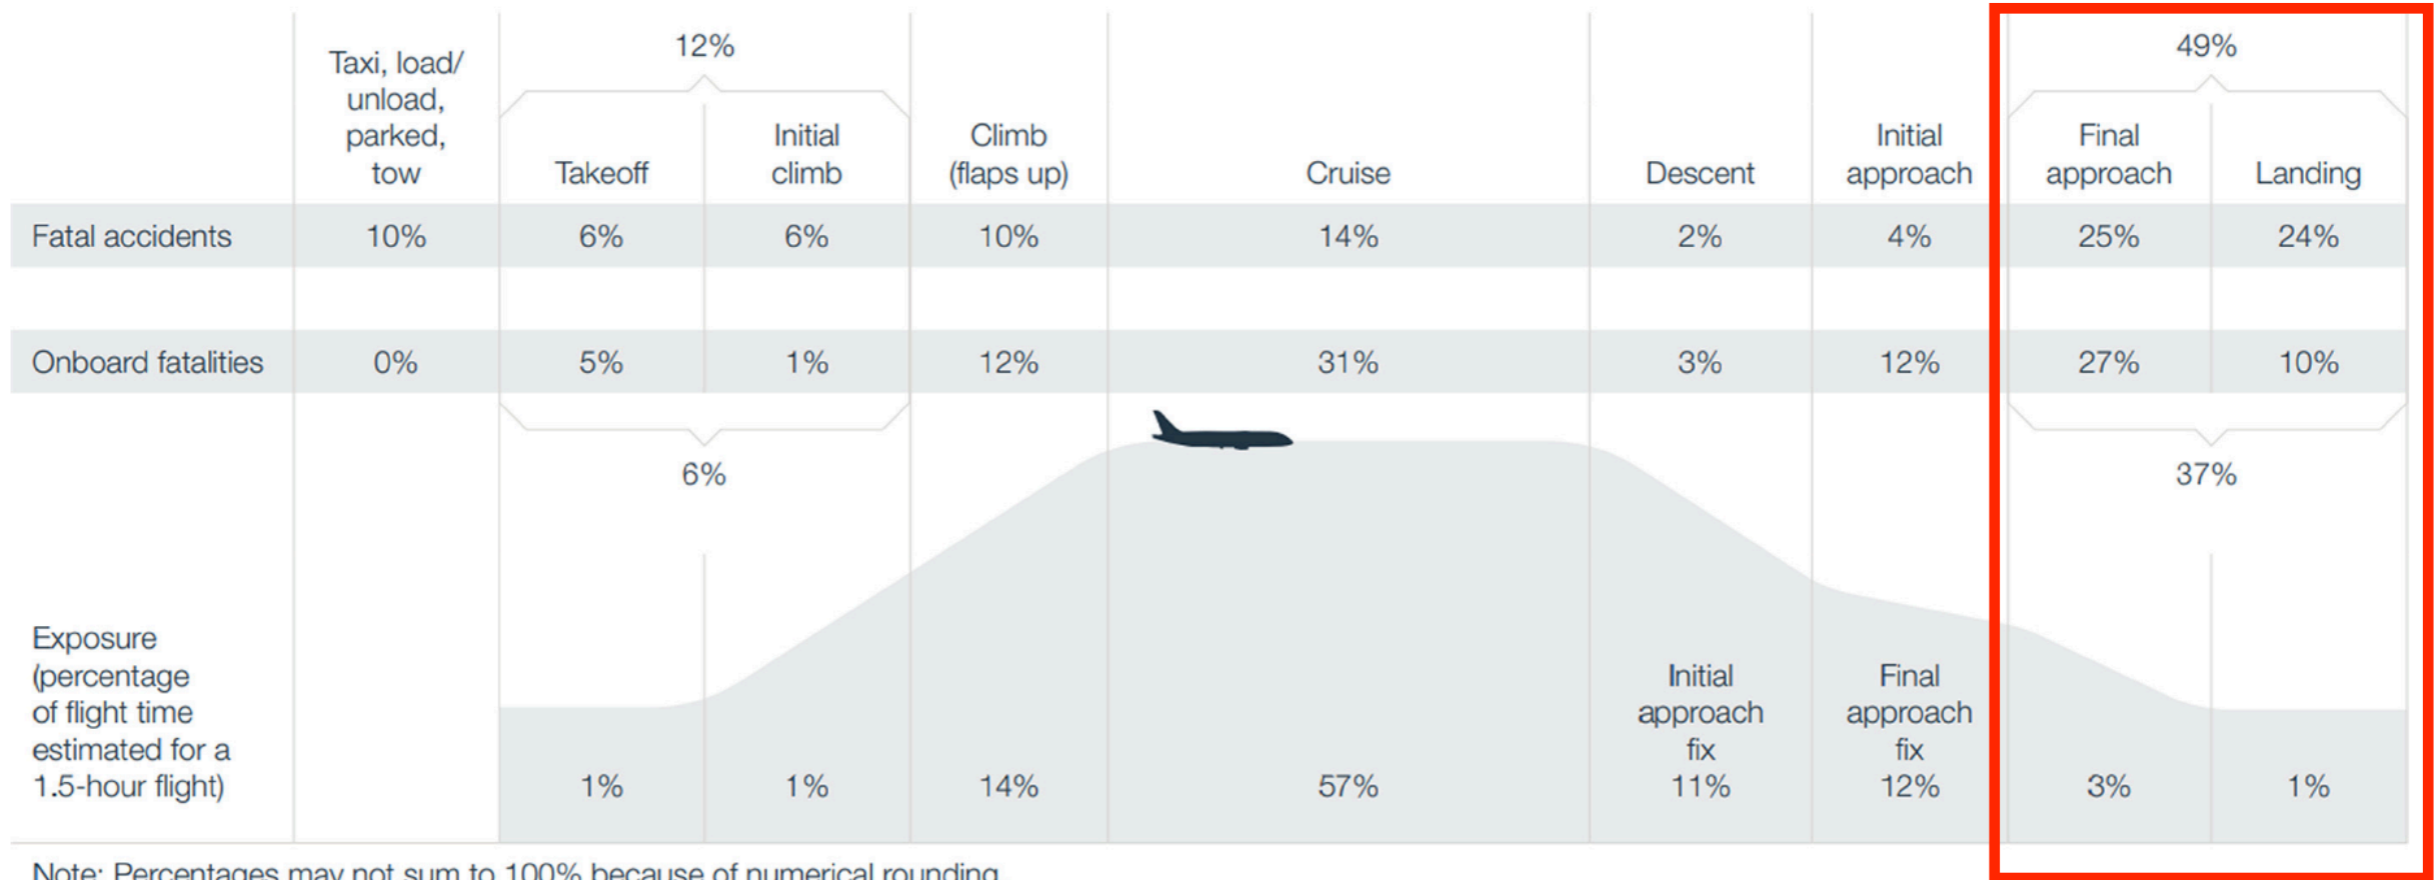 12%
49%
Taxi, load/
unload,
parked,
tow
Takeoff
Initial
climb
Climb
(flaps up)
Cruise
Descent
Initial
approach
Final
approach
Landing
Fatal accidents 10% 6% 6% 10% 14% 2% 4% 25% 24%
Onboard fatalities 0% 5% 1% 12% 31% 3% 12% 27% 10%
6%
37%
Exposure
(percentage
of flight time
estimated for a
1.5-hour flight)
1% 1% 14% 57%
Initial
approach
fix
11%
Final
approach
fix
12%
3% 1%
Note: Percentages may not sum to 100% because of numerical rounding.